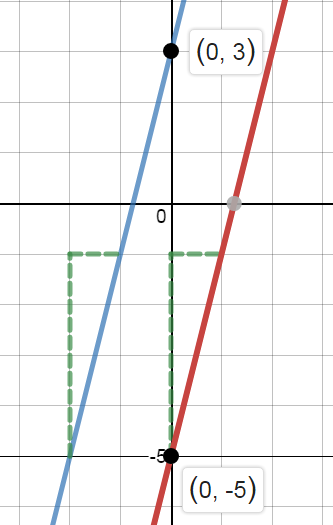 (0, 3)
0
-5
(0, -5)